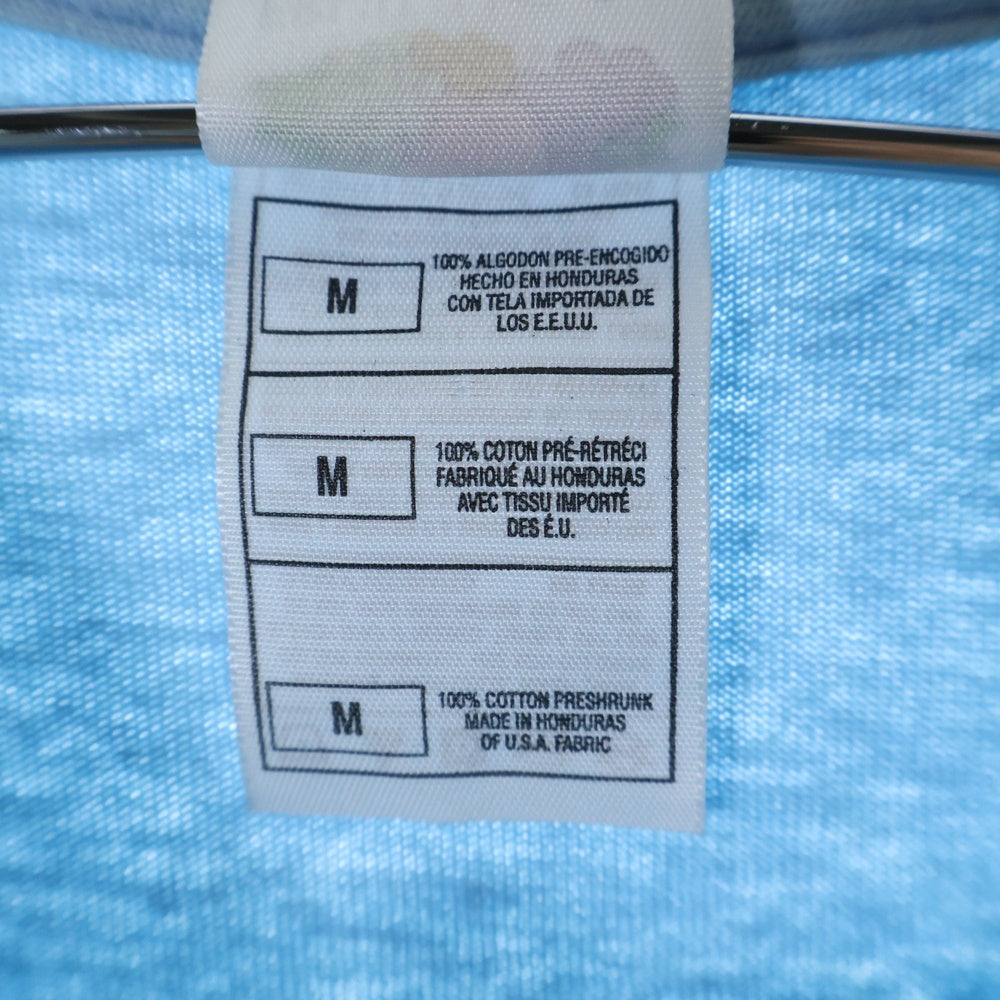 M
100% ALGODON PRE-ENCOGIDO
HECHO EN HONDURAS
CON TELA IMPORTADA DE
LOS E.E.U.U.
M
100% COTON PRÉ-RÉTRÉCI
FABRIQUÉ AU HONDURAS
AVEC TISSU IMPORTÉ
DES É.U.
M
100% COTTON PRESHRUNK
MADE IN HONDURAS
OF U.S.A. FABRIC